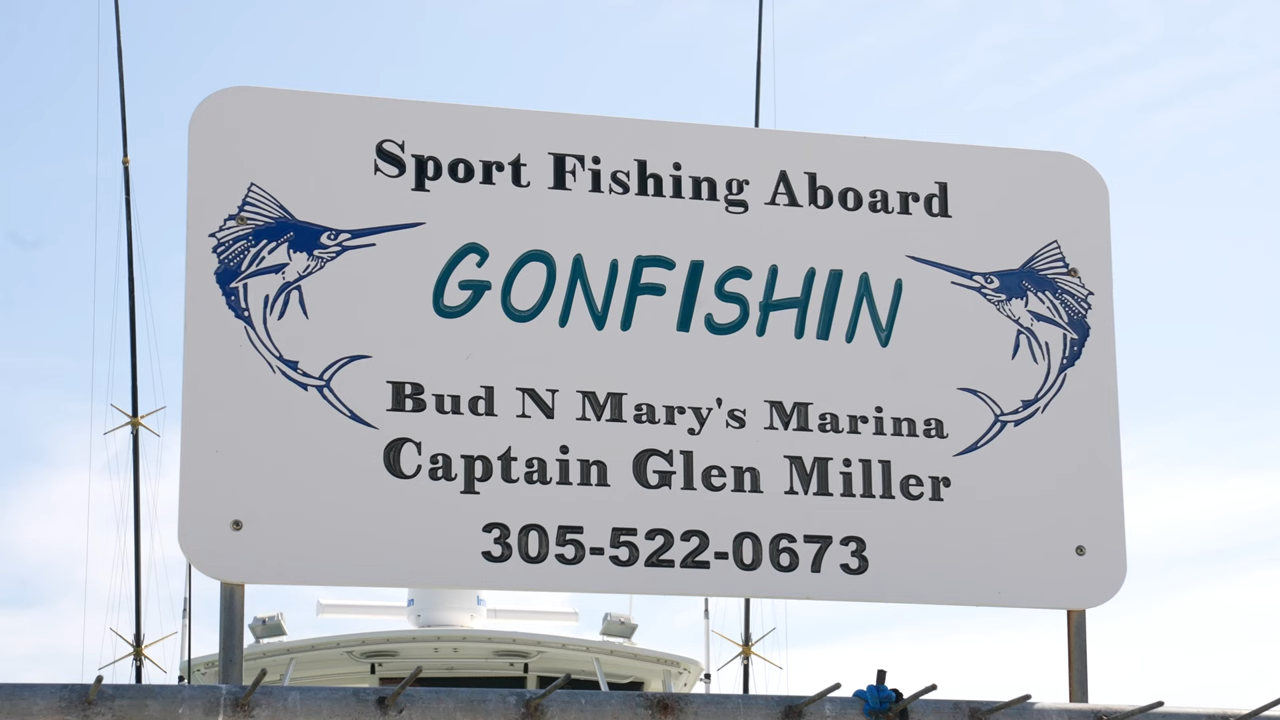 Sport Fishing Aboard
GONFISHIN
Bud N Mary's Marina
Captain Glen Miller
305-522-0673